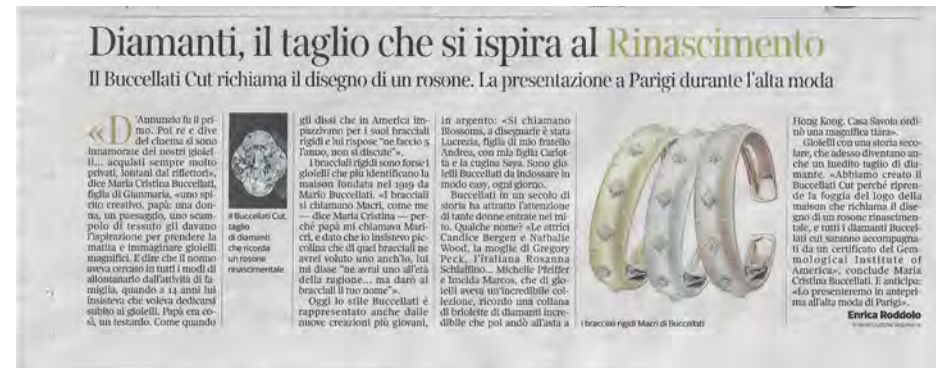 Diamanti, il taglio che si ispira al Rinascimento
Il Buccellati Cut richiama il disegno di un rosone. La presentazione a Parigi durante l'alta moda
«D'Annunzio fu il pri-
mo. Poi re e dive
del cinema si sono
innamorate dei nostri gioiel-
li... acquisti sempre molto
privati, lontani dai riflettori»,
dice Maria Cristina Buccellati,
figlia di Gianmaria, «uno spi-
rito creativo, papà: una don-
na, un paesaggio, uno scam-
polo di tessuto gli davano
l'ispirazione per prendere la
matita e immaginare gioielli
magnifici. E dire che il nonno
aveva cercato in tutti i modi di
allontanarlo dall'attività di fa-
miglia, quando a 14 anni lui
insisteva che voleva dedicarsi
subito ai gioielli. Papà era co-
sì, un testardo. Come quando
Il Buccellati Cut,
taglio
di diamanti
che ricorda
un rosone
rinascimentale
gli dissi che in America im-
pazzivano per i suoi bracciali
rigidi e lui rispose "ne faccio 5
l'anno, non si discute"».
I bracciali rigidi sono forse i
gioielli che più identificano la
maison fondata nel 1919 da
Mario Buccellati. «I bracciali
si chiamano Macri, come me
— dice Maria Cristina — per-
ché papà mi chiamava Mari-
cri, e dato che io insistevo pic-
colina che di quei bracciali ne
avrei voluto uno anch'io, lui
mi disse "ne avrai uno all'età
della ragione... ma darò ai
bracciali il tuo nome"».
Oggi lo stile Buccellati è
rappresentato anche dalle
nuove creazioni più giovani,
in argento: «Si chiamano
Blossoms, a disegnarle è stata
Lucrezia, figlia di mio fratello
Andrea, con mia figlia Carlot-
ta e la cugina Saya. Sono gio-
ielli Buccellati da indossare in
modo easy, ogni giorno.
Buccellati in un secolo di
storia ha attratto l'attenzione
di tante donne entrate nel mi-
to. Qualche nome? «Le attrici
Candice Bergen e Nathalie
Wood, la moglie di Gregory
Peck, l'italiana Rosanna
Schiaffino... Michelle Pfeiffer
e Imelda Marcos, che di gio-
ielli aveva un'incredibile col-
lezione, ricordo una collana
di briolette di diamanti incre-
dibile che poi andò all'asta a
I bracciali rigidi Macri di Buccellati
Hong Kong. Casa Savoia ordi-
nò una magnifica tiara».
Gioielli con una storia seco-
lare, che adesso diventano an-
che un inedito taglio di dia-
mante. «Abbiamo creato il
Buccellati Cut perché ripren-
de la foggia del logo della
maison che richiama il dise-
gno di un rosone rinascimen-
tale, e tutti i diamanti Buccel-
lati cut saranno accompagna-
ti da un certificato del Gem-
mological Institute of
America», conclude Maria
Cristina Buccellati. E anticipa:
«Lo presenteremo in antepri-
ma all'alta moda di Parigi».
Enrica Roddolo